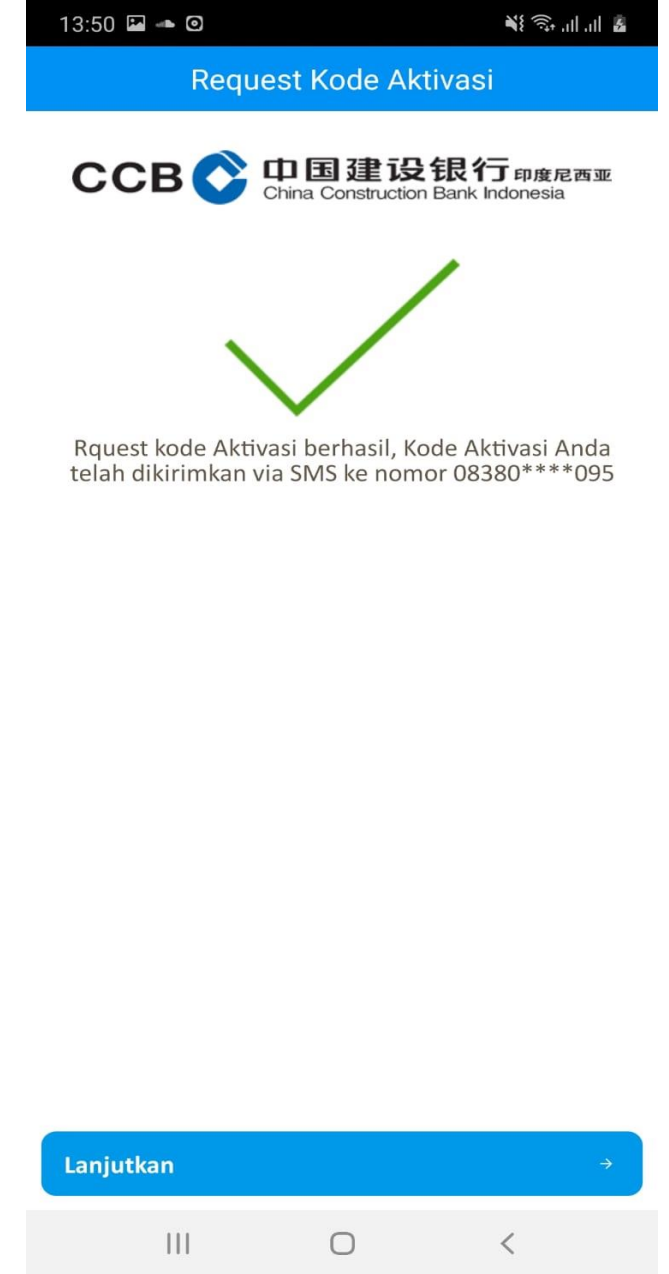 13:50
Request Kode Aktivasi
CCB 中国建设银行 印度尼西亚
China Construction Bank Indonesia
Rquest kode Aktivasi berhasil, Kode Aktivasi Anda
telah dikirimkan via SMS ke nomor 08380****095
Lanjutkan